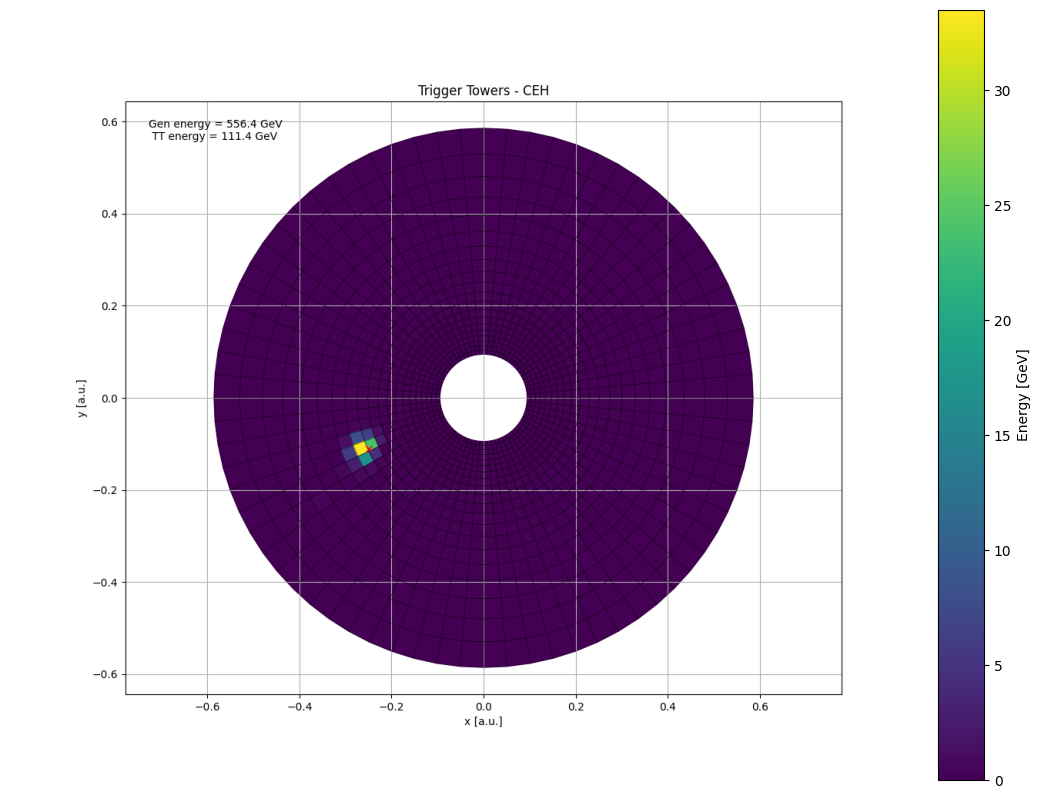 Trigger Towers - CEH
Gen energy = 556.4 GeV
TT energy = 111.4 GeV
0.6
0.4
0.2
0.0
−0.2
−0.4
−0.6
y [a.u.]
−0.6 −0.4 −0.2 0.0 0.2 0.4 0.6
x [a.u.]
30
25
20
15
10
5
0
Energy [GeV]